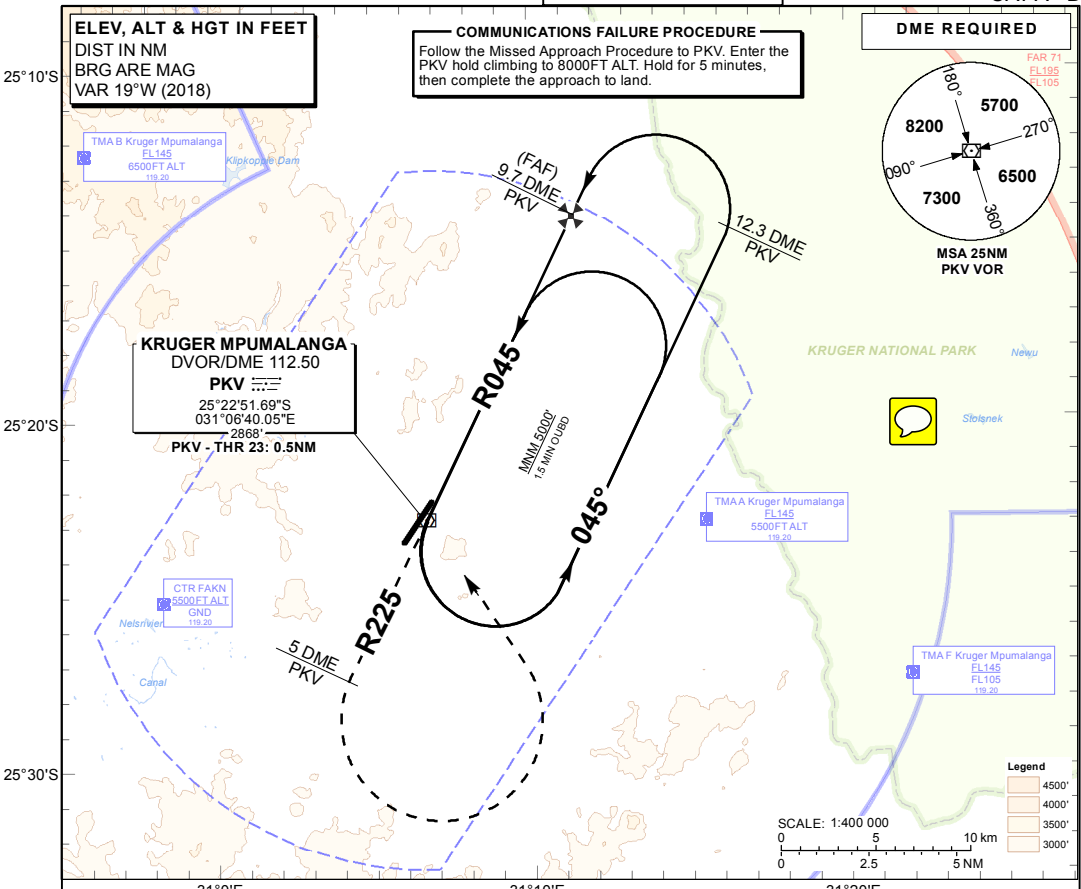 ELEV, ALT & HGT IN FEET
DIST IN NM
BRG ARE MAG
VAR 19°W (2018)
COMMUNICATIONS FAILURE PROCEDURE
Follow the Missed Approach Procedure to PKV. Enter the
PKV hold climbing to 8000FT ALT. Hold for 5 minutes,
then complete the approach to land.
DME REQUIRED
FAR 71
FL195
FL105
180°
5700
8200
270°
090°
6500
7300
360°
MSA 25NM
PKV VOR
25°10'S
TMA B Kruger Mpumalanga
FL145
6500FT ALT
119.20
Klipkoppie Dam
(FAF)
9.7 DME
PKV
12.3 DME
PKV
KRUGER MPUMALANGA
DVOR/DME 112.50
PKV
25°22'51.69"S
031°06'40.05"E
2868'
PKV - THR 23: 0.5NM
R045
KRUGER NATIONAL PARK
Newu
Slotsnek
25°20'S
MNM 5000'
1.5 MIN OUBD
045°
TMA A Kruger Mpumalanga
FL145
5500FT ALT
119.20
CTR FAKN
5500FT ALT
GND
119.20
Nelsrivier
R225
5 DME
PKV
Canal
TMA F Kruger Mpumalanga
FL145
FL105
119.20
25°30'S
Legend
4500'
4000'
3500'
3000'
SCALE: 1:400 000
0 5 10 km
0 2.5 5 NM